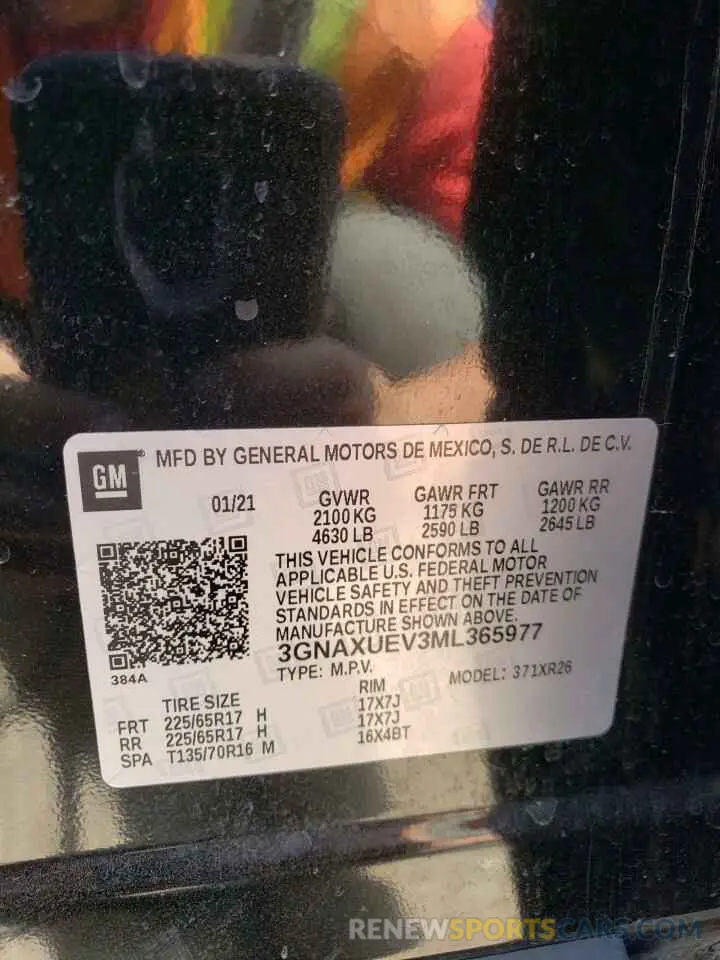 GM ® MFD BY GENERAL MOTORS DE MEXICO, S. DE R.L. DE C.V.
01/21 GVWR GAWR FRT GAWR RR
2100 KG 1175 KG 1200 KG
4630 LB 2590 LB 2645 LB
THIS VEHICLE CONFORMS TO ALL
APPLICABLE U.S. FEDERAL MOTOR
VEHICLE SAFETY AND THEFT PREVENTION
STANDARDS IN EFFECT ON THE DATE OF
MANUFACTURE SHOWN ABOVE.
3GNAXUEV3ML365977
384A
TYPE: M.P.V. MODEL: 371XR26
TIRE SIZE RIM
FRT 225/65R17 H 17X7J
RR 225/65R17 H 17X7J
SPA T135/70R16 M 16X4BT
RENEWSPORTSCARS.COM